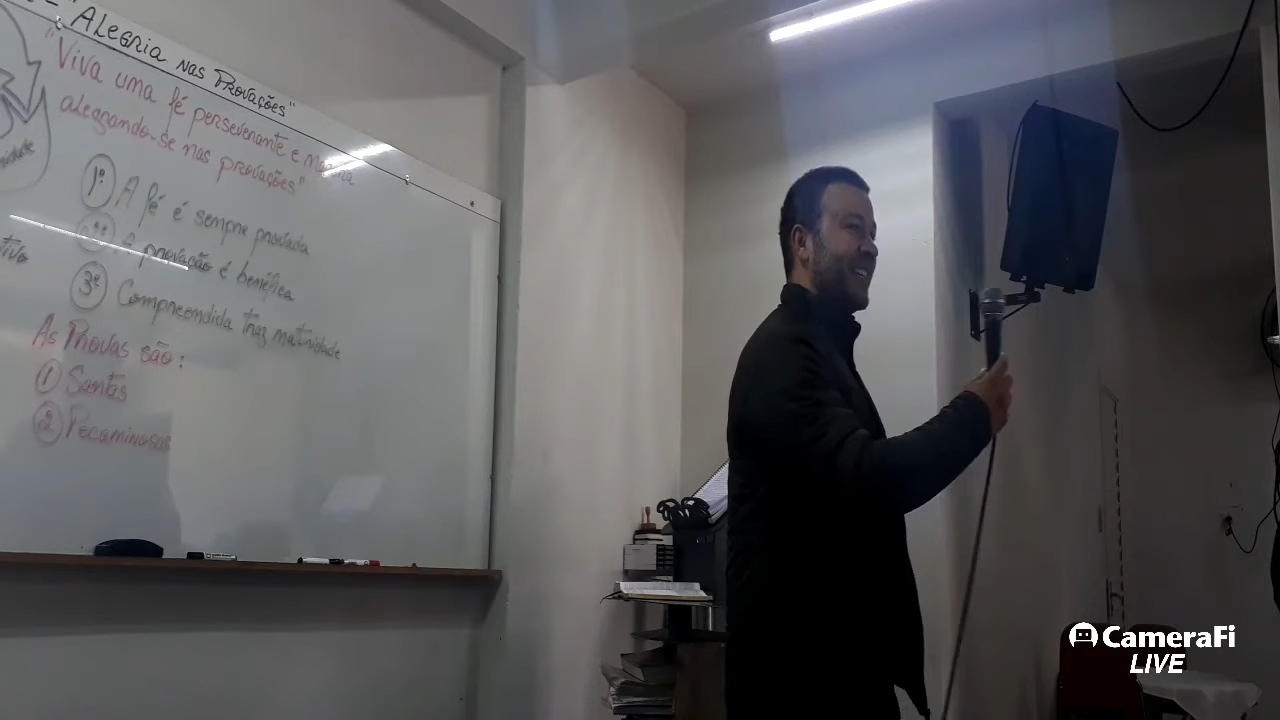 "Alegria nas Provações"
"Viva uma fé perseverante e
alegrando-se nas provações"
1º A fé é sempre provada
A provação é benéfica
3º Compreendida traz maturidade
As Provas são:
1 Santas
2 Pecaminosas
CameraFi
LIVE